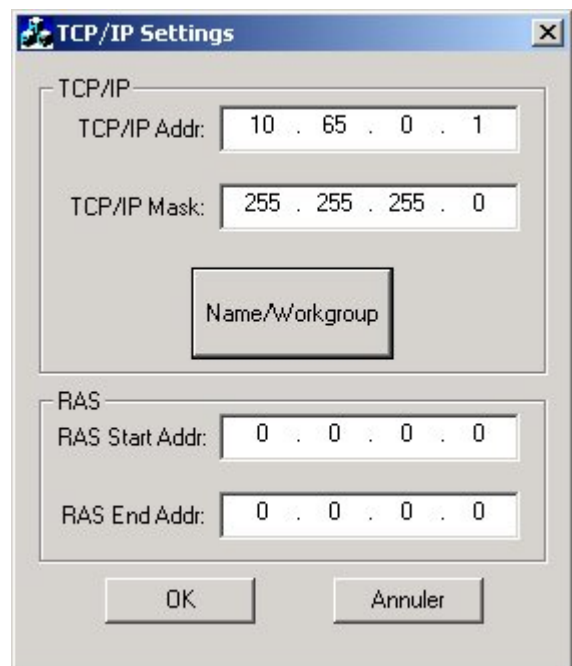 TCP/IP Settings
TCP/IP
TCP/IP Addr: 10 . 65 . 0 . 1
TCP/IP Mask: 255 . 255 . 255 . 0
Name/Workgroup
RAS
RAS Start Addr: 0 . 0 . 0 . 0
RAS End Addr: 0 . 0 . 0 . 0
OK Annuler